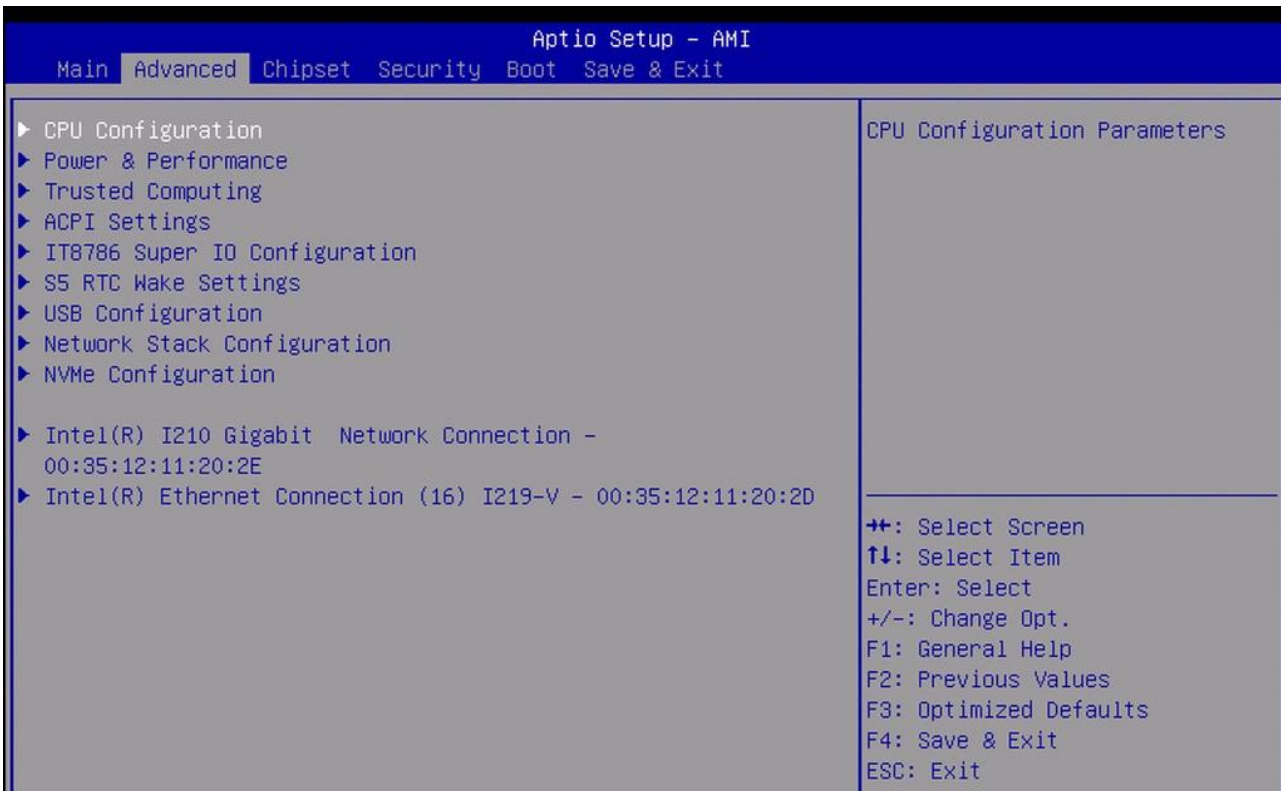 Aptio Setup – AMI
Main Advanced Chipset Security Boot Save & Exit
▶ CPU Configuration
▶ Power & Performance
▶ Trusted Computing
▶ ACPI Settings
▶ IT8786 Super IO Configuration
▶ S5 RTC Wake Settings
▶ USB Configuration
▶ Network Stack Configuration
▶ NVMe Configuration
▶ Intel(R) I210 Gigabit  Network Connection –
00:35:12:11:20:2E
▶ Intel(R) Ethernet Connection (16) I219-V – 00:35:12:11:20:2D
CPU Configuration Parameters
→←: Select Screen
↑↓: Select Item
Enter: Select
+/-: Change Opt.
F1: General Help
F2: Previous Values
F3: Optimized Defaults
F4: Save & Exit
ESC: Exit